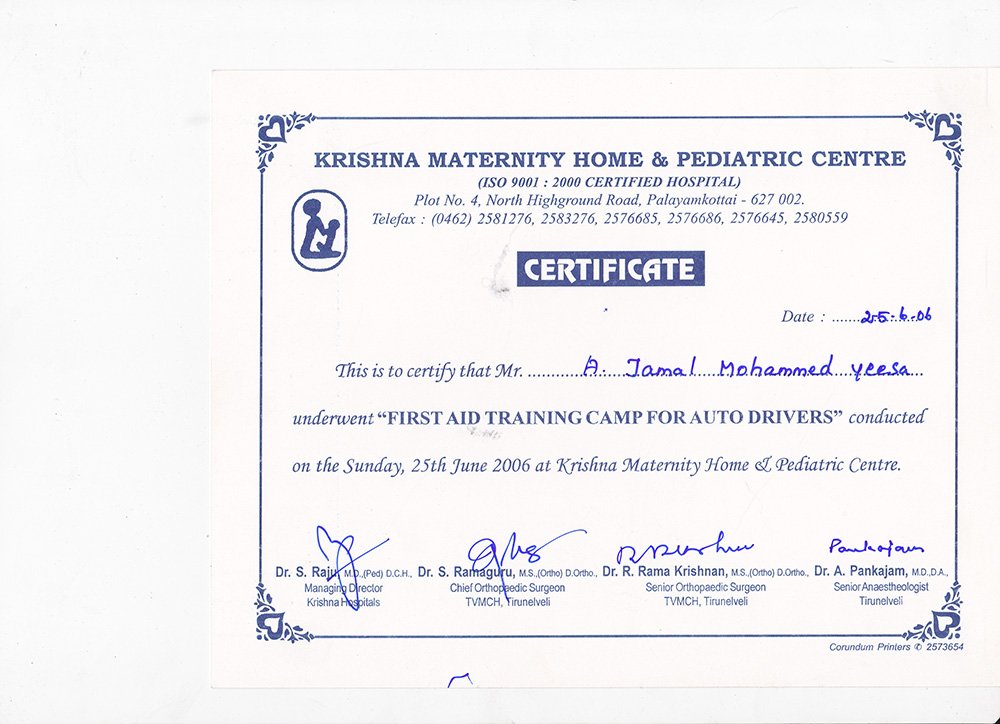 KRISHNA MATERNITY HOME & PEDIATRIC CENTRE
(ISO 9001 : 2000 CERTIFIED HOSPITAL)
Plot No. 4, North Highground Road, Palayamkottai - 627 002.
Telefax : (0462) 2581276, 2583276, 2576685, 2576686, 2576645, 2580559
CERTIFICATE
Date : ........25-6-06
This is to certify that Mr. ............A. Jamal Mohammed yeesa...
underwent “FIRST AID TRAINING CAMP FOR AUTO DRIVERS” conducted
on the Sunday, 25th June 2006 at Krishna Maternity Home & Pediatric Centre.
Pankajam
Dr. S. Raju, M.D.,(Ped) D.C.H., Dr. S. Ramaguru, M.S.,(Ortho) D.Ortho., Dr. R. Rama Krishnan, M.S.,(Ortho) D.Ortho., Dr. A. Pankajam, M.D.,D.A.,
Managing Director Chief Orthopaedic Surgeon Senior Orthopaedic Surgeon Senior Anaestheologist
Krishna Hospitals TVMCH, Tirunelveli TVMCH, Tirunelveli Tirunelveli
Corundum Printers ✆ 2573654